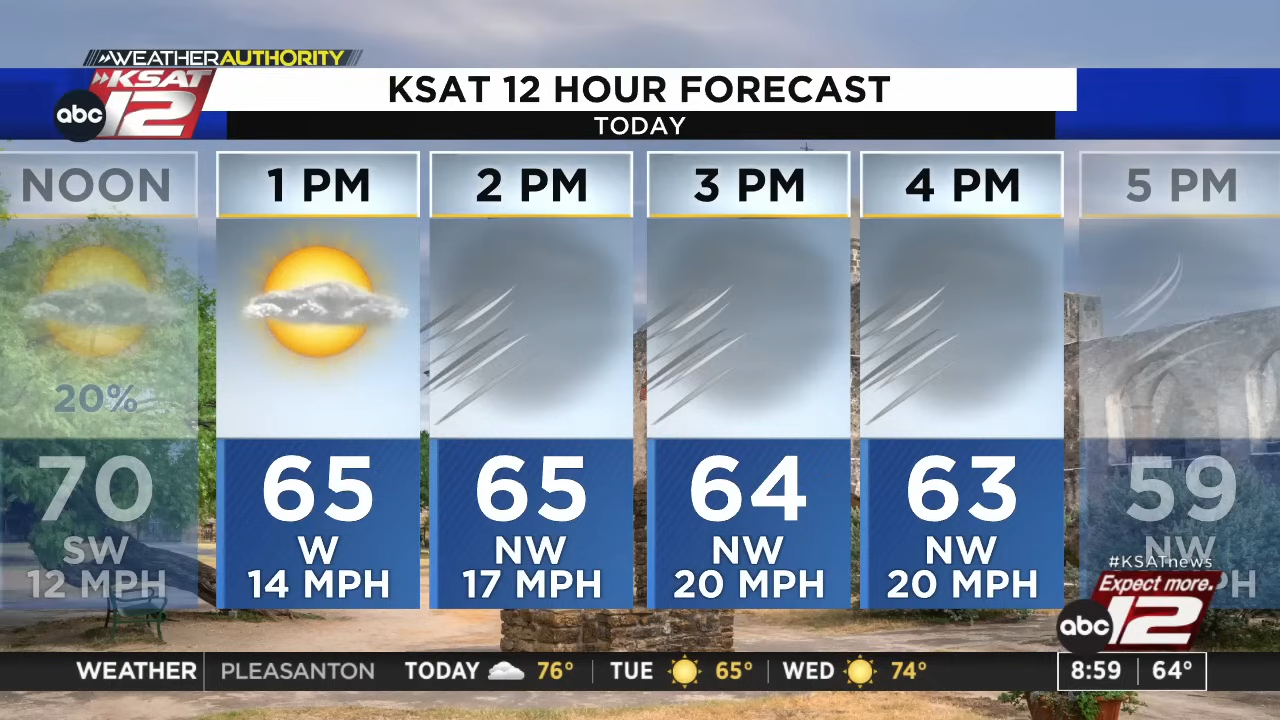 WEATHERAUTHORITY
KSAT
abc 12
KSAT 12 HOUR FORECAST
TODAY
NOON 1 PM 2 PM 3 PM 4 PM 5 PM
20%
70 65 65 64 63 59
SW W NW NW NW NW
12 MPH 14 MPH 17 MPH 20 MPH 20 MPH PH
#KSATnews
Expect more.
abc 12
WEATHER PLEASANTON TODAY 76° TUE 65° WED 74° 8:59 64°